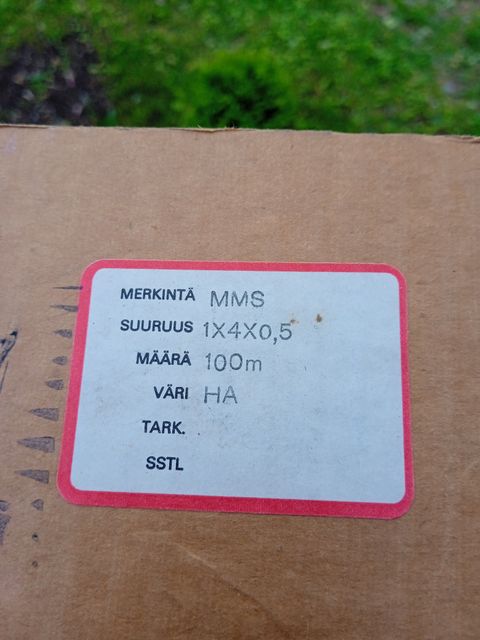 MERKINTÄ MMS
SUURUUS 1X4X0,5
MÄÄRÄ 100m
VÄRI HA
TARK.
SSTL